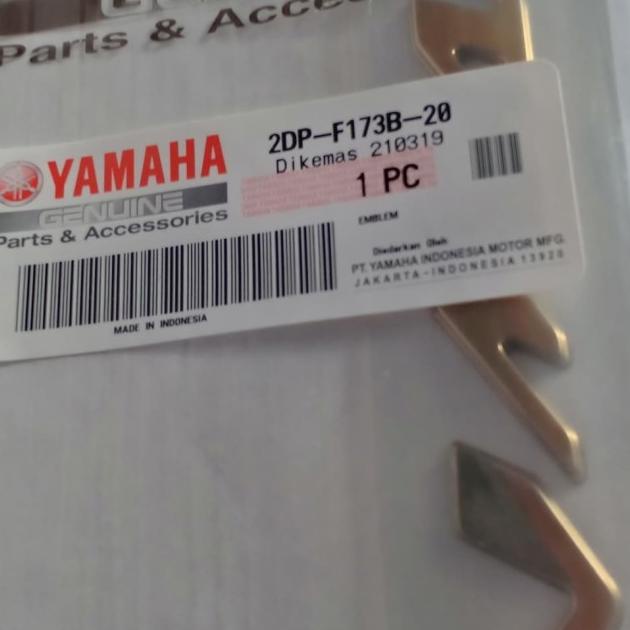 Parts & Acce
YAMAHA
GENUINE
Parts & Accessories
2DP-F173B-20
Dikemas 210319
1 PC
EMBLEM
Diedarkan Oleh
PT. YAMAHA INDONESIA MOTOR MFG.
JAKARTA-INDONESIA 13920
MADE IN INDONESIA